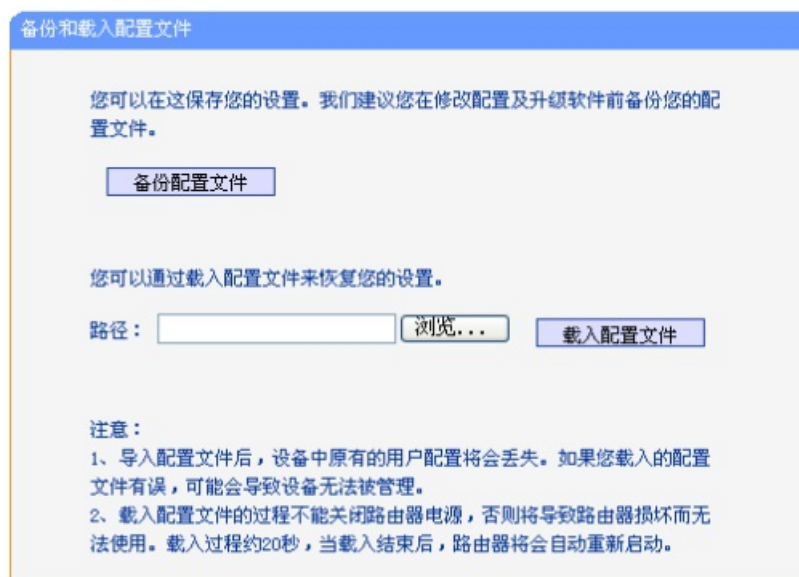 备份和载入配置文件
您可以在这保存您的设置。我们建议您在修改配置及升级软件前备份您的配
置文件。
备份配置文件
您可以通过载入配置文件来恢复您的设置。
路径： 浏览... 载入配置文件
注意：
1、导入配置文件后，设备中原有的用户配置将会丢失。如果您载入的配置
文件有误，可能会导致设备无法被管理。
2、载入配置文件的过程不能关闭路由器电源，否则将导致路由器损坏而无
法使用。载入过程约20秒，当载入结束后，路由器将会自动重新启动。